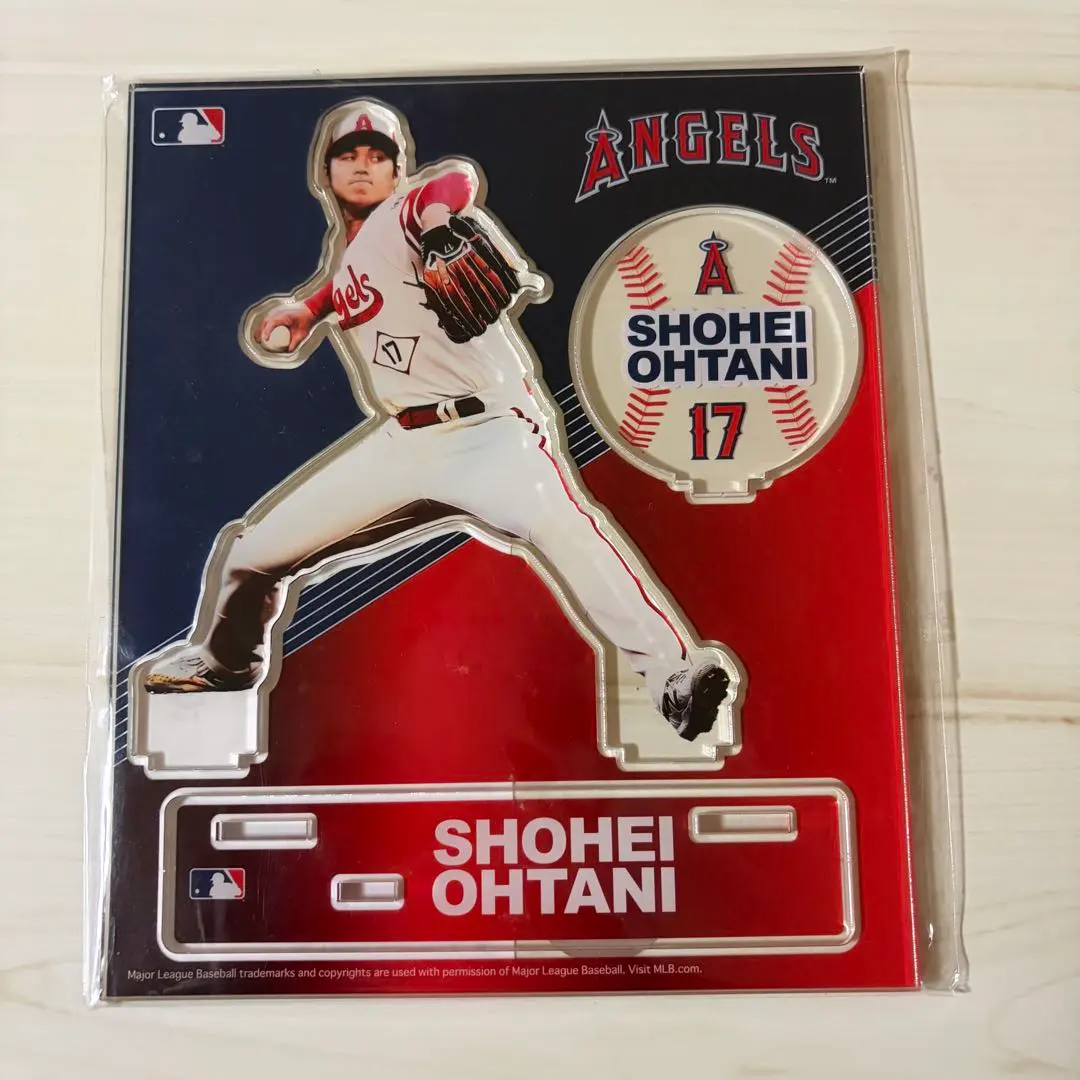 ANGELS
TM
A
A
SHOHEI
OHTANI
17
gels
17
SHOHEI
OHTANI
Major League Baseball trademarks and copyrights are used with permission of Major League Baseball. Visit MLB.com.